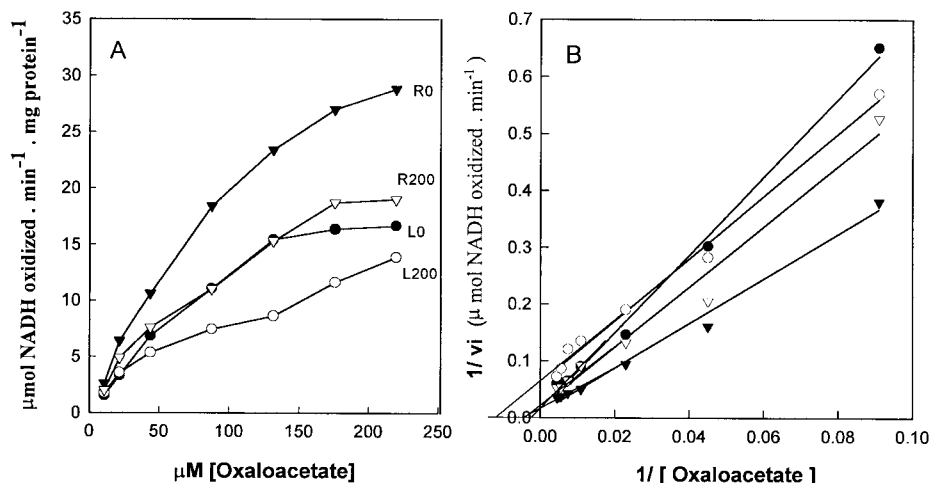 A
35
30
25
20
15
10
5
0
0
50
100
150
200
250
μmol NADH oxidized . min⁻¹ . mg protein⁻¹
μM [Oxaloacetate]
R0
R200
L0
L200
B
0.7
0.6
0.5
0.4
0.3
0.2
0.1
0.0
0.00
0.02
0.04
0.06
0.08
0.10
1/ vi (μ mol NADH oxidized . min⁻¹)
1/ [ Oxaloacetate ]